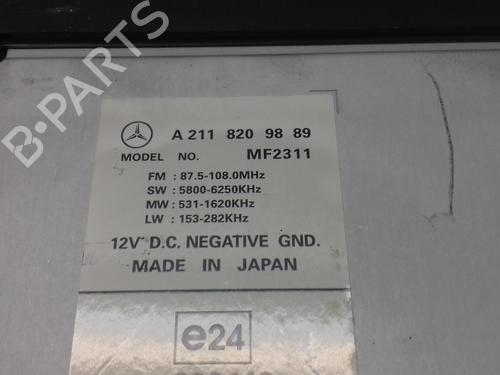 A 211 820 98 89
MODEL NO. MF2311
FM : 87.5-108.0MHz
SW : 5800-6250KHz
MW : 531-1620KHz
LW : 153-282KHz
12V D.C. NEGATIVE GND.
MADE IN JAPAN
e24
B-PARTS